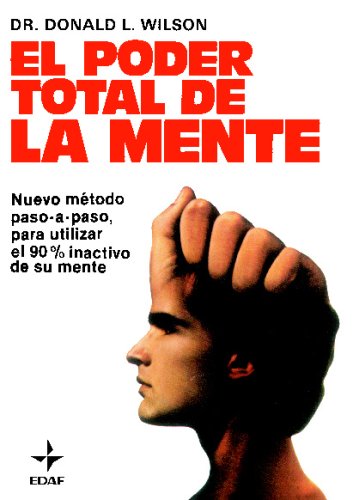 DR. DONALD L. WILSON
EL PODER
TOTAL DE
LA MENTE
Nuevo método
paso-a-paso,
para utilizar
el 90% inactivo
de su mente
EDAF